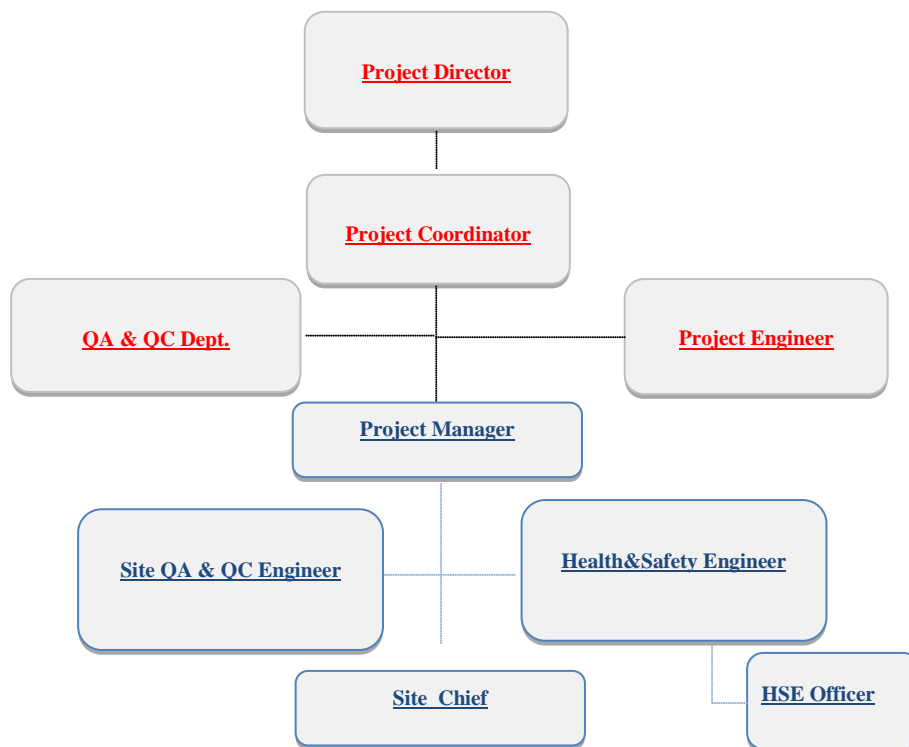 Project Director
Project Coordinator
QA & QC Dept.
Project Engineer
Project Manager
Site QA & QC Engineer
Health&Safety Engineer
Site  Chief
HSE Officer